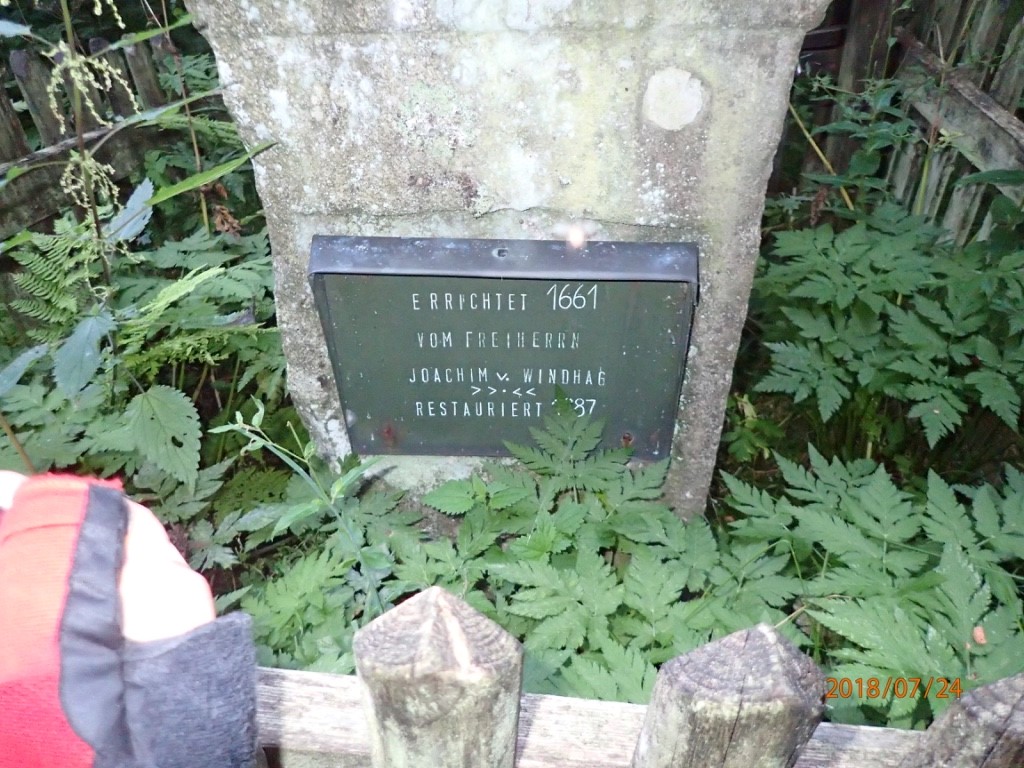 ERRICHTET 1661
VOM FREIHERRN
JOACHIM v. WINDHAG
>>·<<
RESTAURIERT
2018/07/24